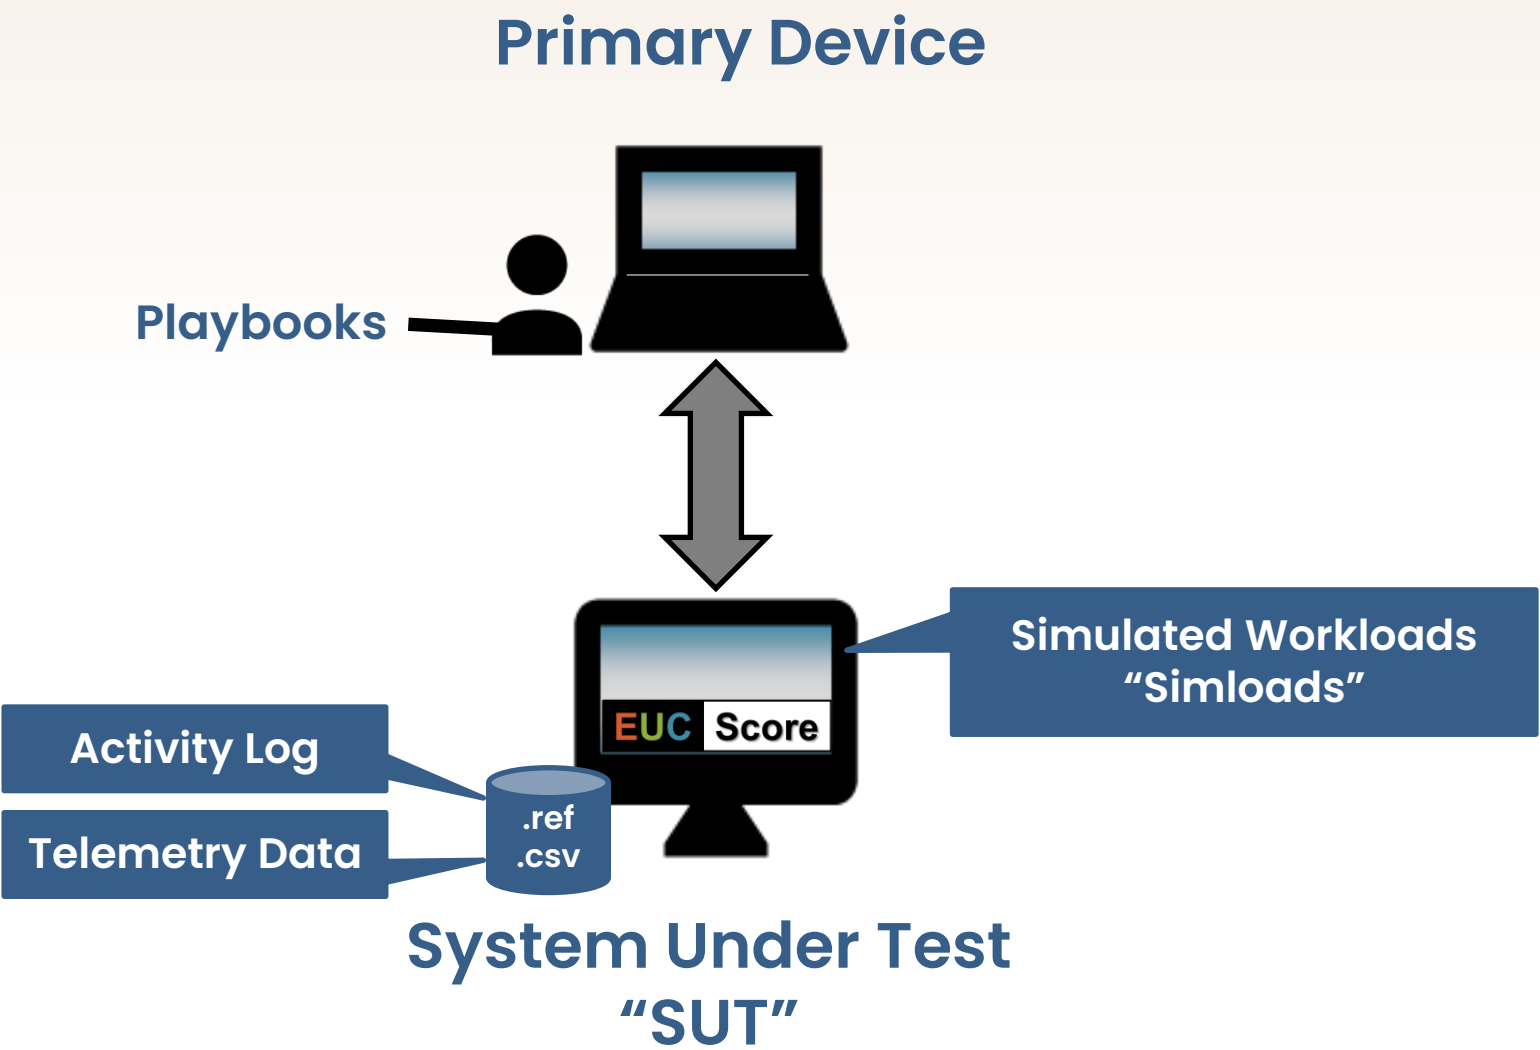 Primary Device
Playbooks
Simulated Workloads
“Simloads”
EUC Score
Activity Log
.ref
.csv
Telemetry Data
System Under Test
“SUT”